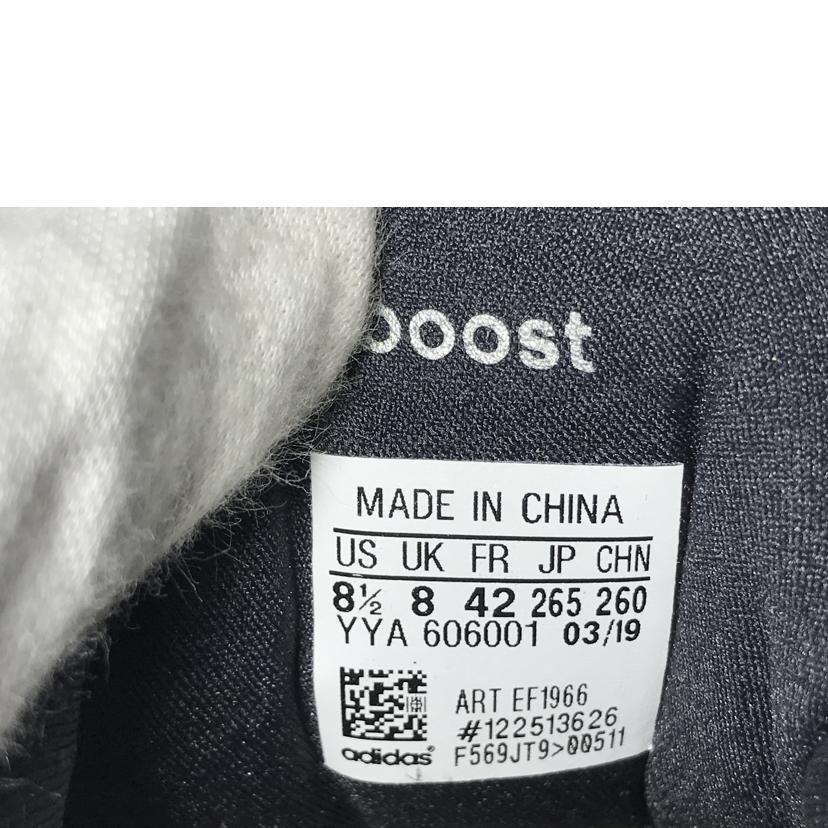 boost
MADE IN CHINA
US UK FR JP CHN
8½ 8 42 265 260
YYA 606001 03/19
ART EF1966
#122513626
adidas® F569JT9>00511